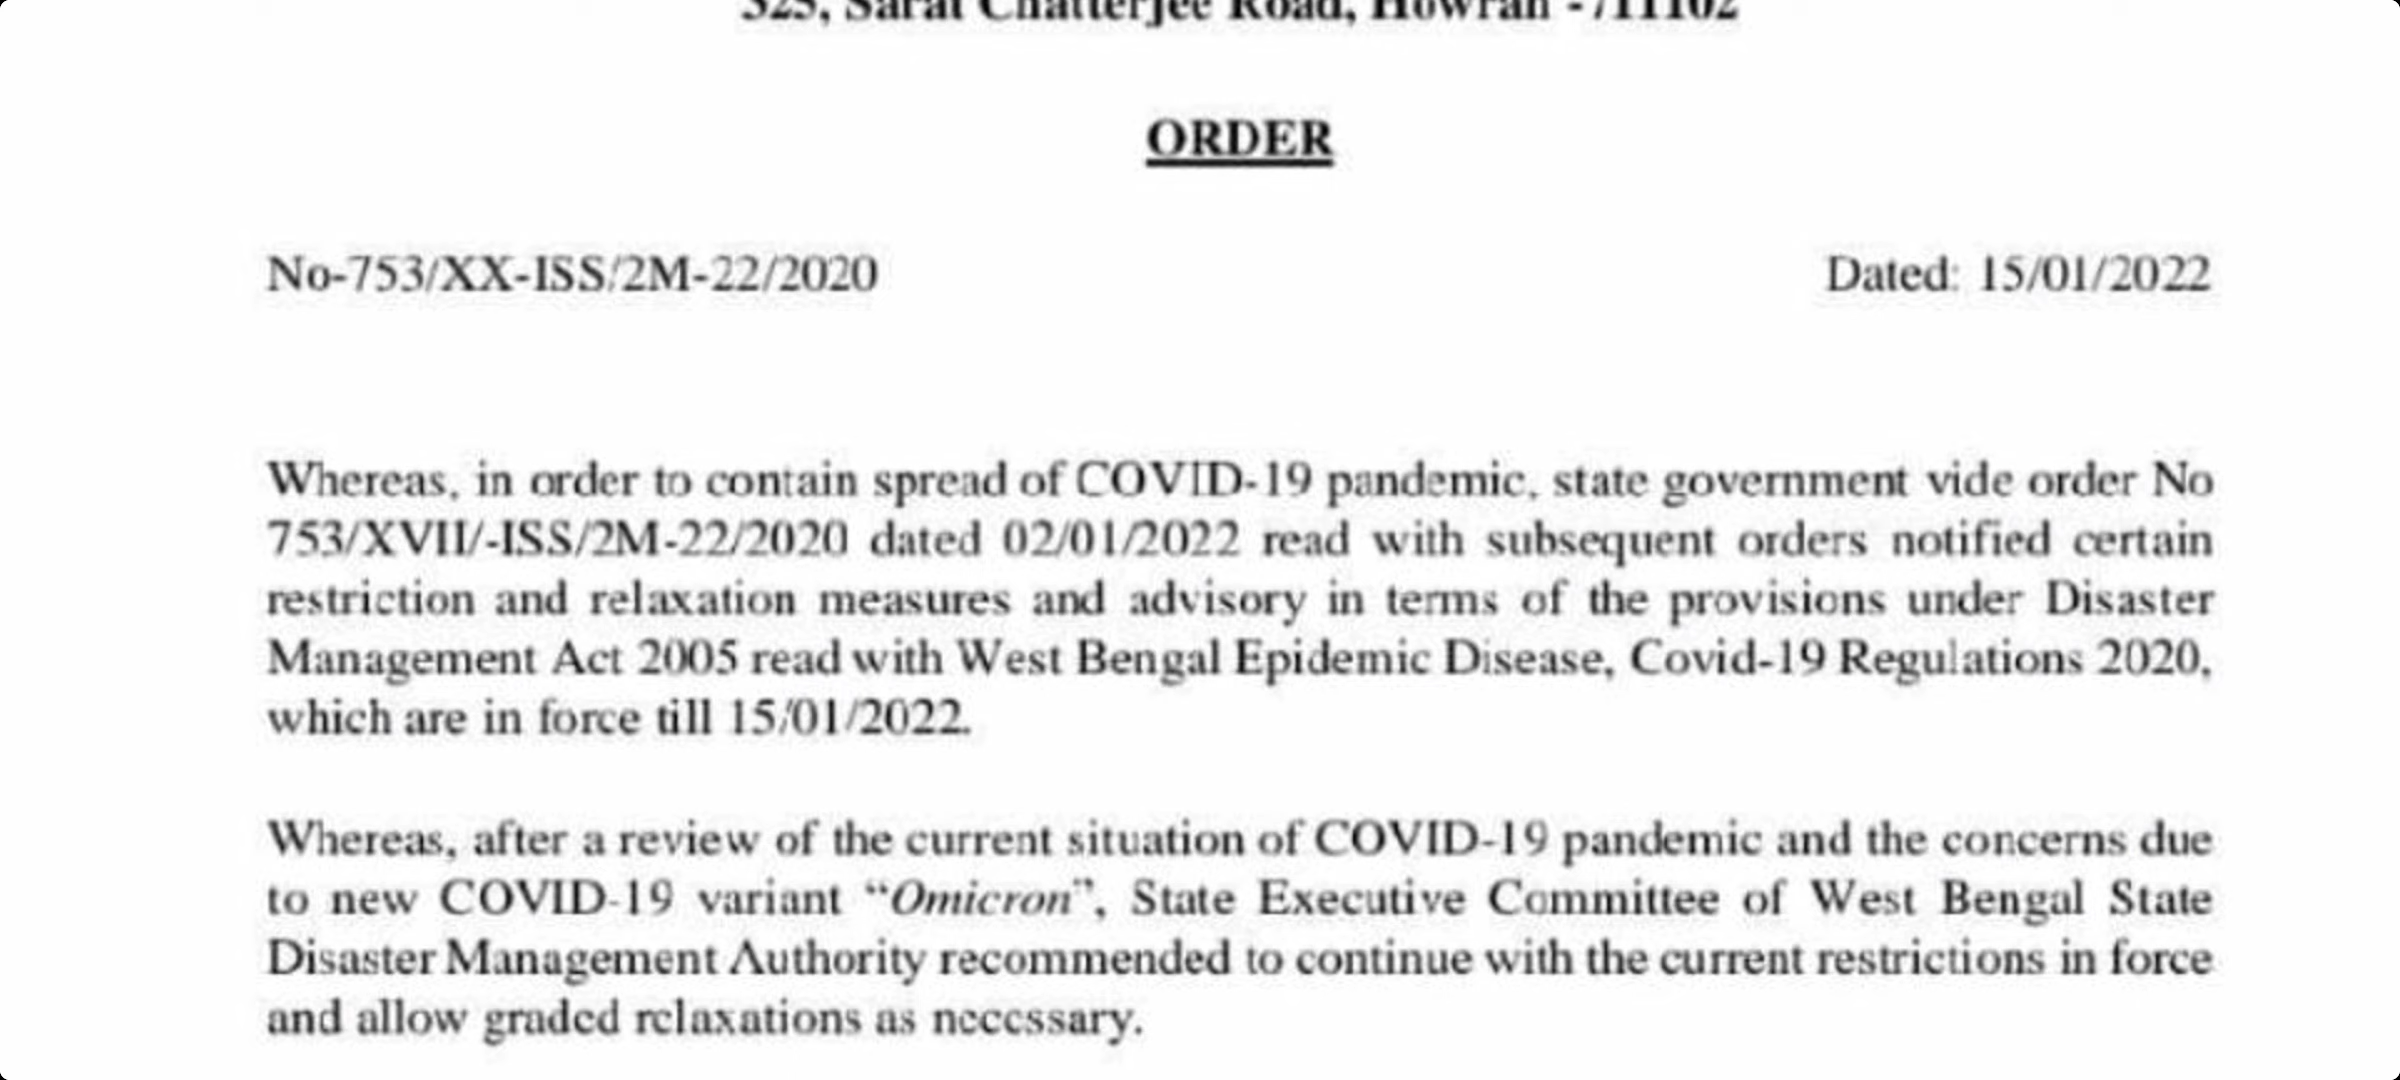 325, Sarat Chatterjee Road, Howrah - 711102
ORDER
No-753/XX-ISS/2M-22/2020 Dated: 15/01/2022
Whereas, in order to contain spread of COVID-19 pandemic, state government vide order No
753/XVII/-ISS/2M-22/2020 dated 02/01/2022 read with subsequent orders notified certain
restriction and relaxation measures and advisory in terms of the provisions under Disaster
Management Act 2005 read with West Bengal Epidemic Disease, Covid-19 Regulations 2020,
which are in force till 15/01/2022.
Whereas, after a review of the current situation of COVID-19 pandemic and the concerns due
to new COVID-19 variant “Omicron”, State Executive Committee of West Bengal State
Disaster Management Authority recommended to continue with the current restrictions in force
and allow graded relaxations as necessary.